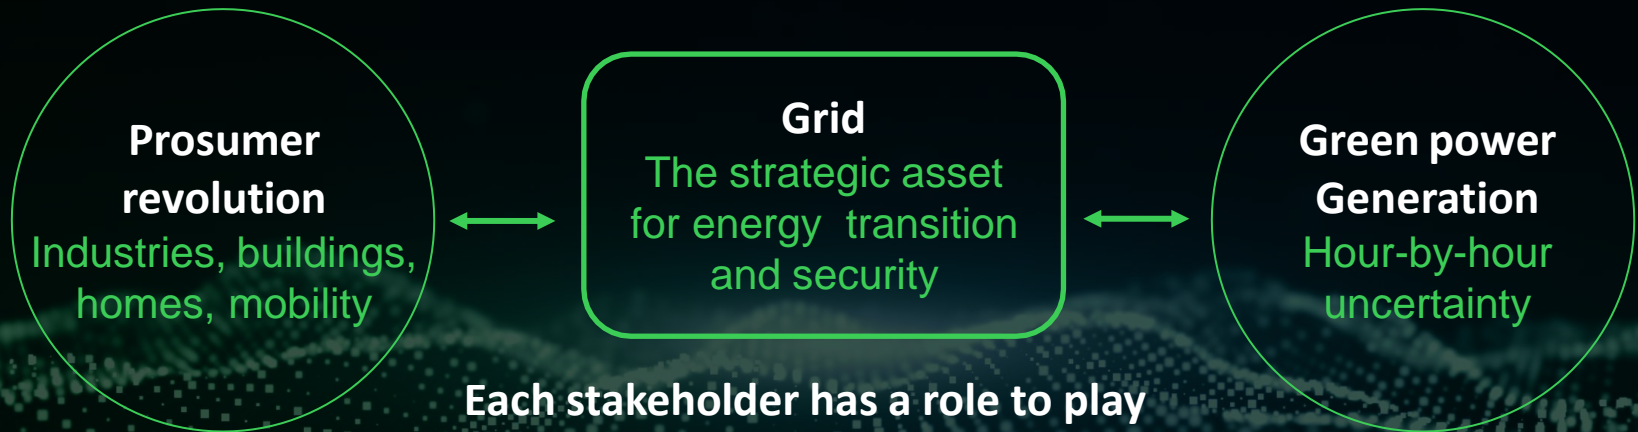 Prosumer
revolution
Industries, buildings,
homes, mobility
Grid
The strategic asset
for energy transition
and security
Green power
Generation
Hour-by-hour
uncertainty
Each stakeholder has a role to play